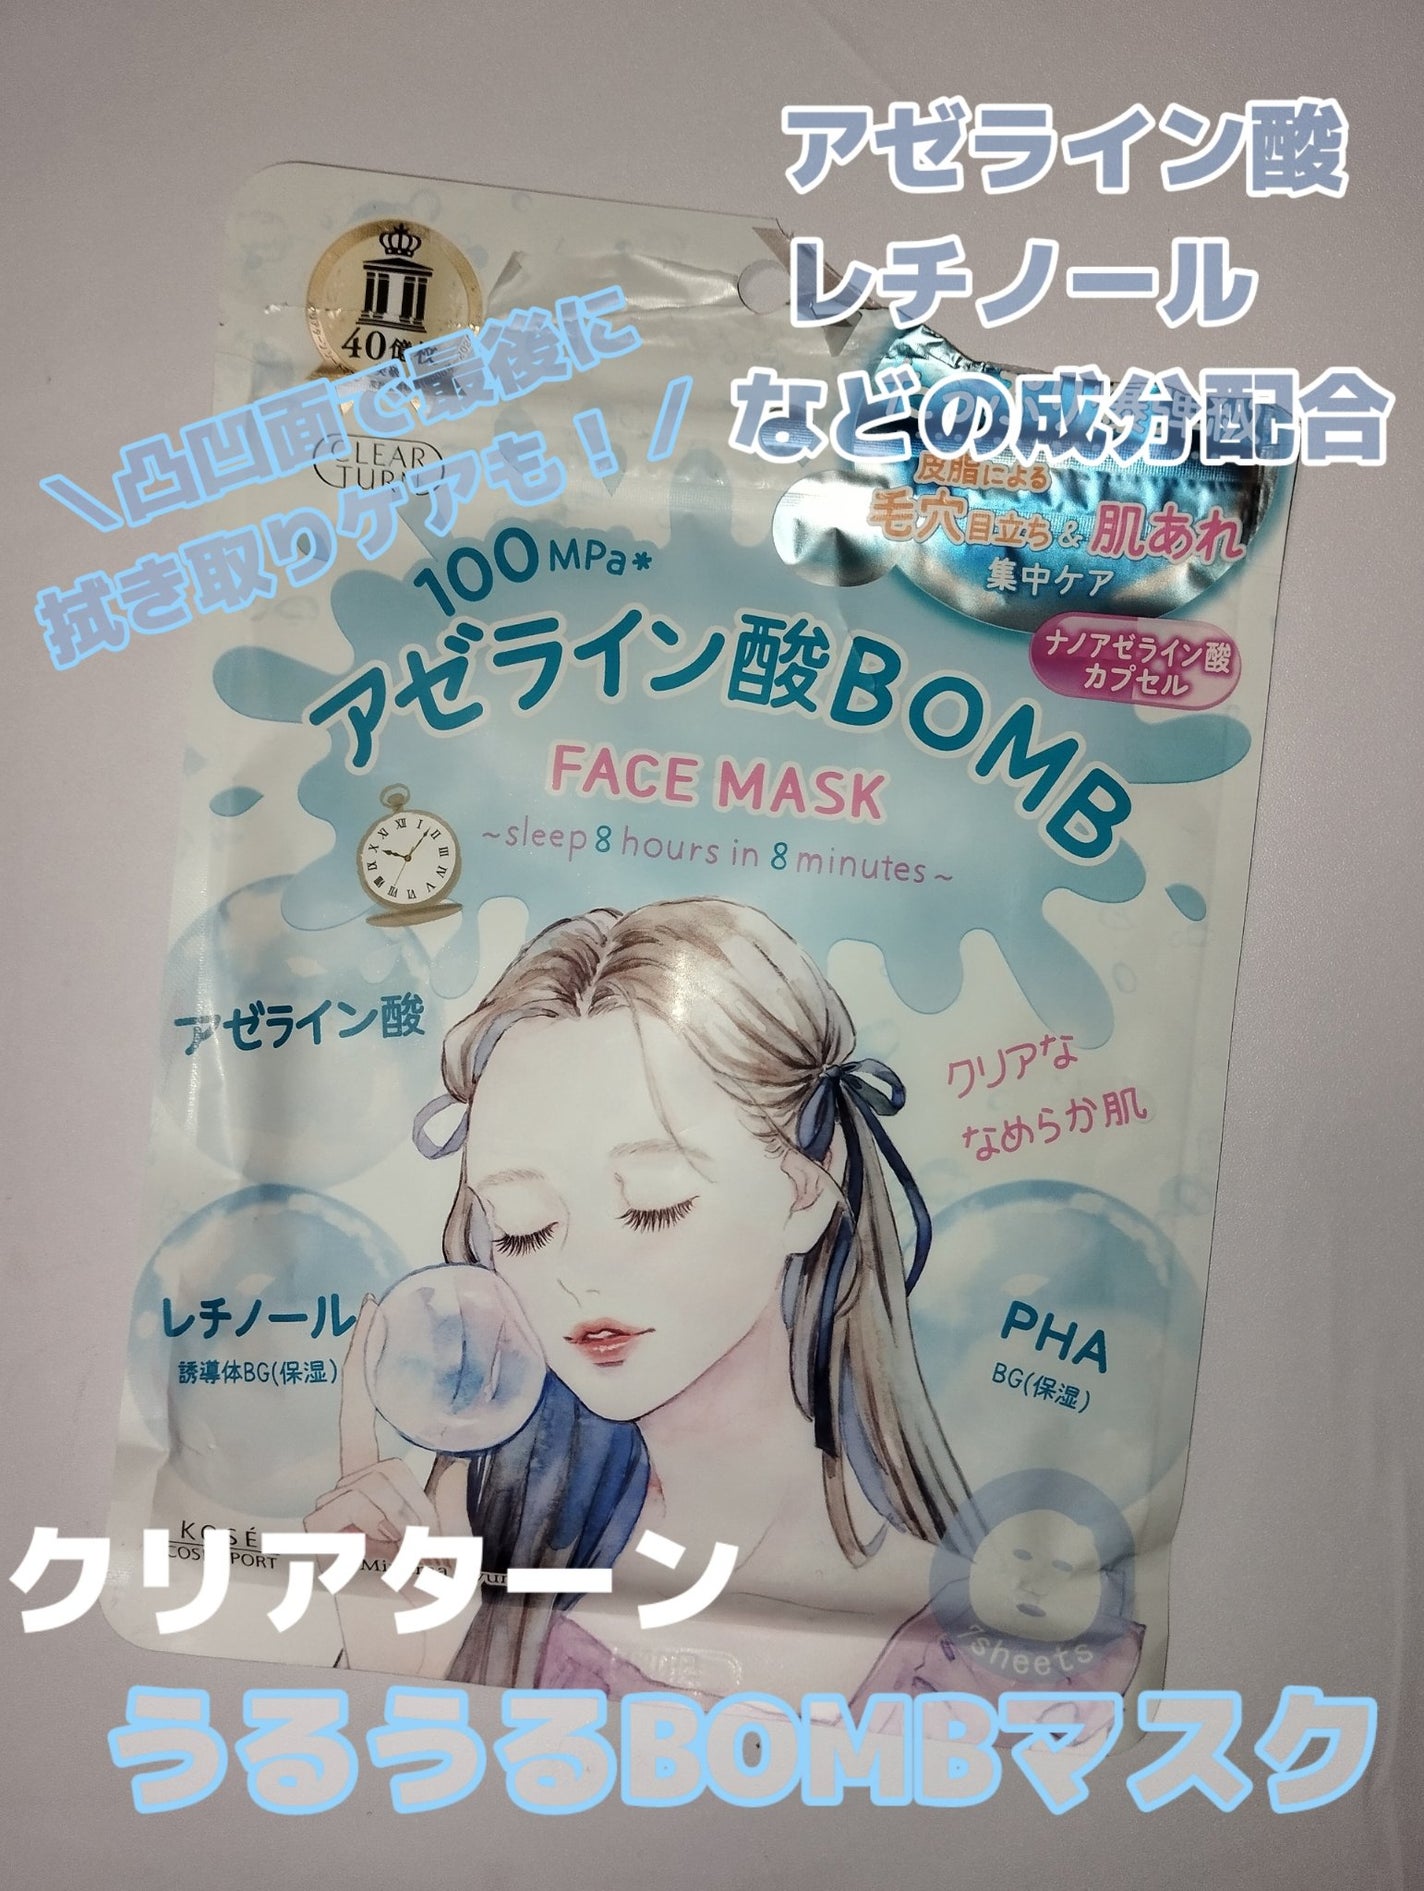 アゼライン酸
レチノール
などの成分配合
\凸凹面で最後に
拭き取りケアも！/
40億
CLEAR
TURN
皮脂による
毛穴目立ち&肌あれ
集中ケア
ナノアゼライン酸
カプセル
100MPa*
アゼライン酸BOMB
FACE MASK
~sleep 8 hours in 8 minutes~
アゼライン酸
クリアな
なめらか肌
レチノール
誘導体BG(保湿)
PHA
BG(保湿)
KOSÉ
7sheets
クリアターン
うるうるBOMBマスク